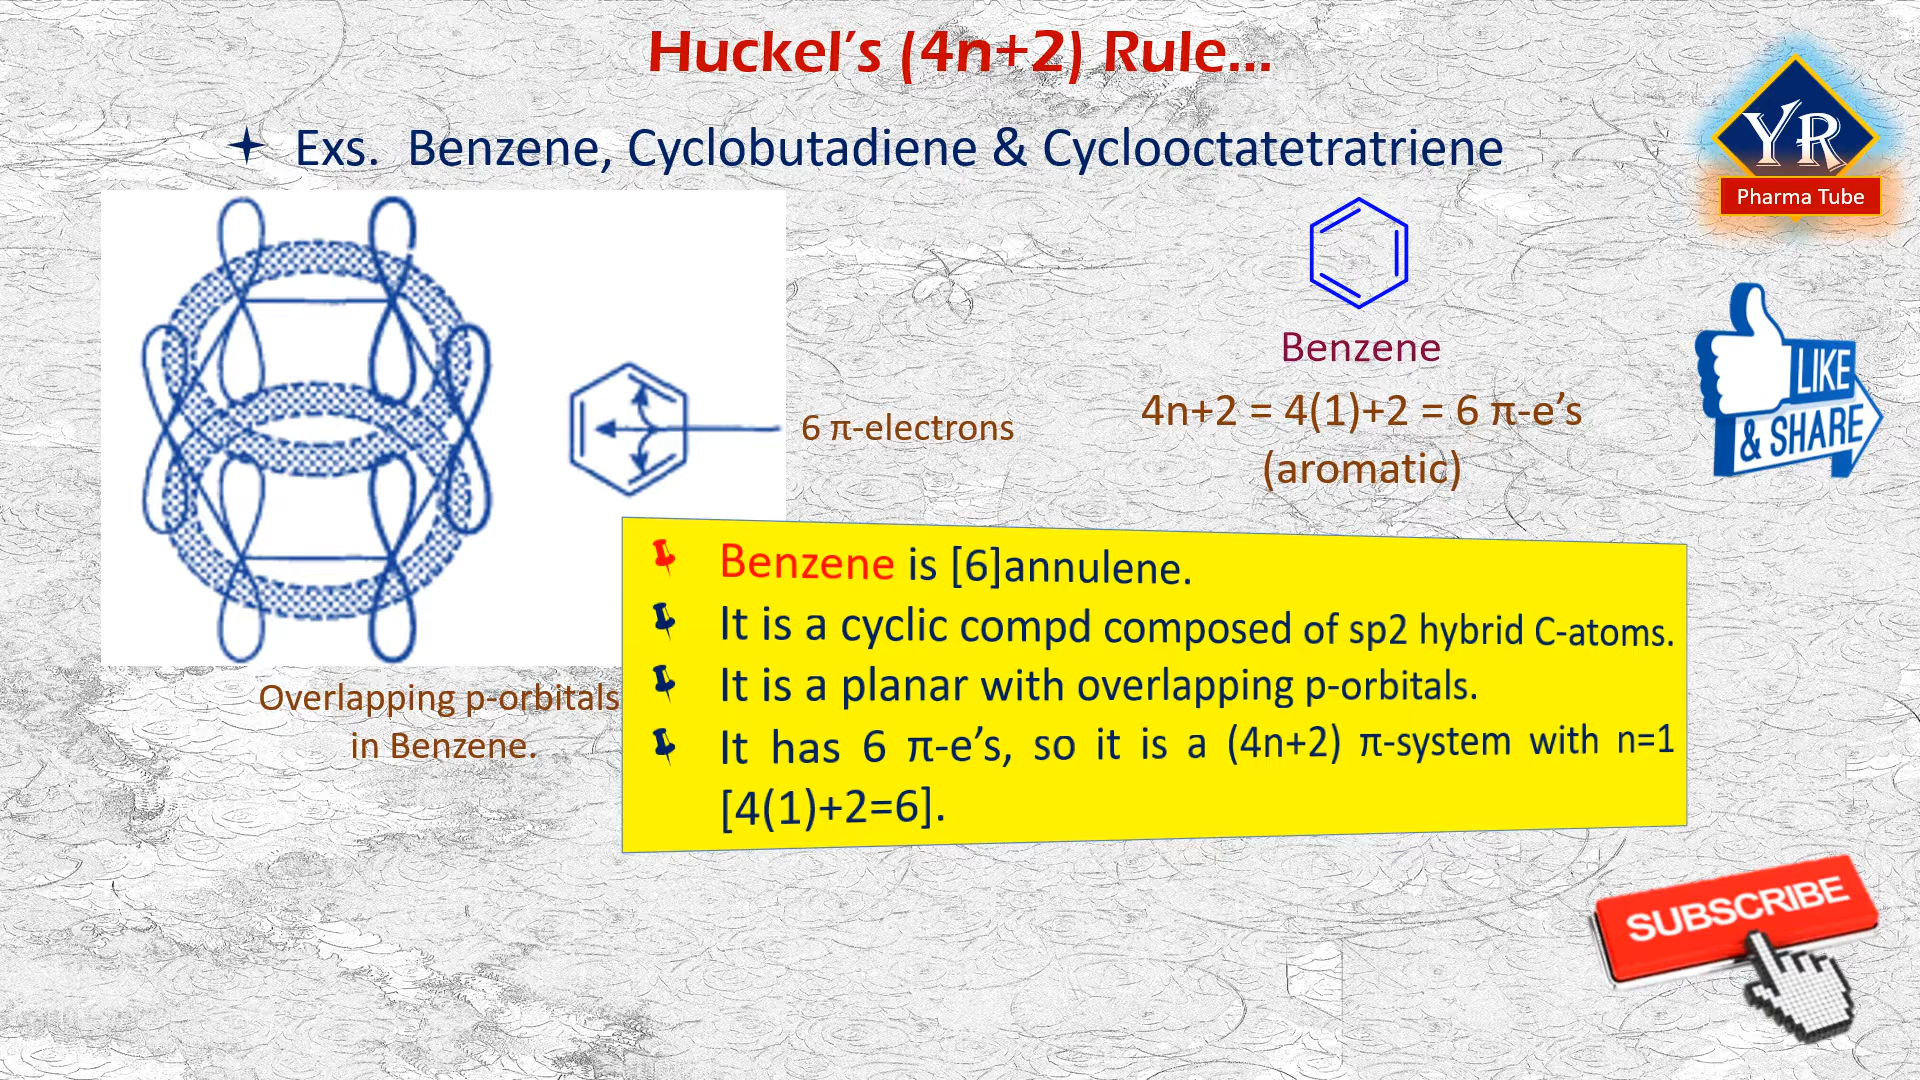 Huckel's (4n+2) Rule...
Exs. Benzene, Cyclobutadiene & Cyclooctatetratriene
YR
Pharma Tube
Benzene
4n+2 = 4(1)+2 = 6 π-e's
(aromatic)
6 π-electrons
LIKE
& SHARE
Overlapping p-orbitals
in Benzene.
Benzene is [6]annulene.
It is a cyclic compd composed of sp2 hybrid C-atoms.
It is a planar with overlapping p-orbitals.
It has 6 π-e's, so it is a (4n+2) π-system with n=1
[4(1)+2=6].
SUBSCRIBE